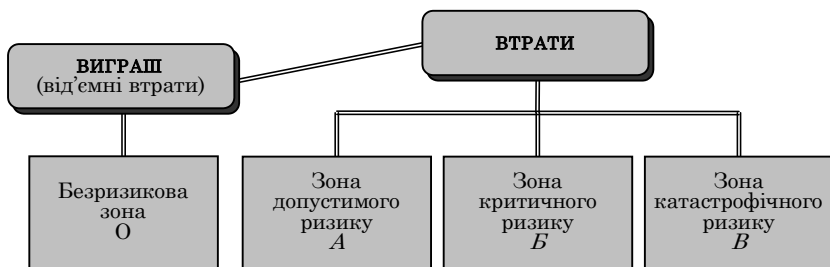 ВИГРАШ
(від’ємні втрати)
ВТРАТИ
Безризикова
зона
О
Зона
допустимого
ризику
А
Зона
критичного
ризику
Б
Зона
катастрофічного
ризику
В